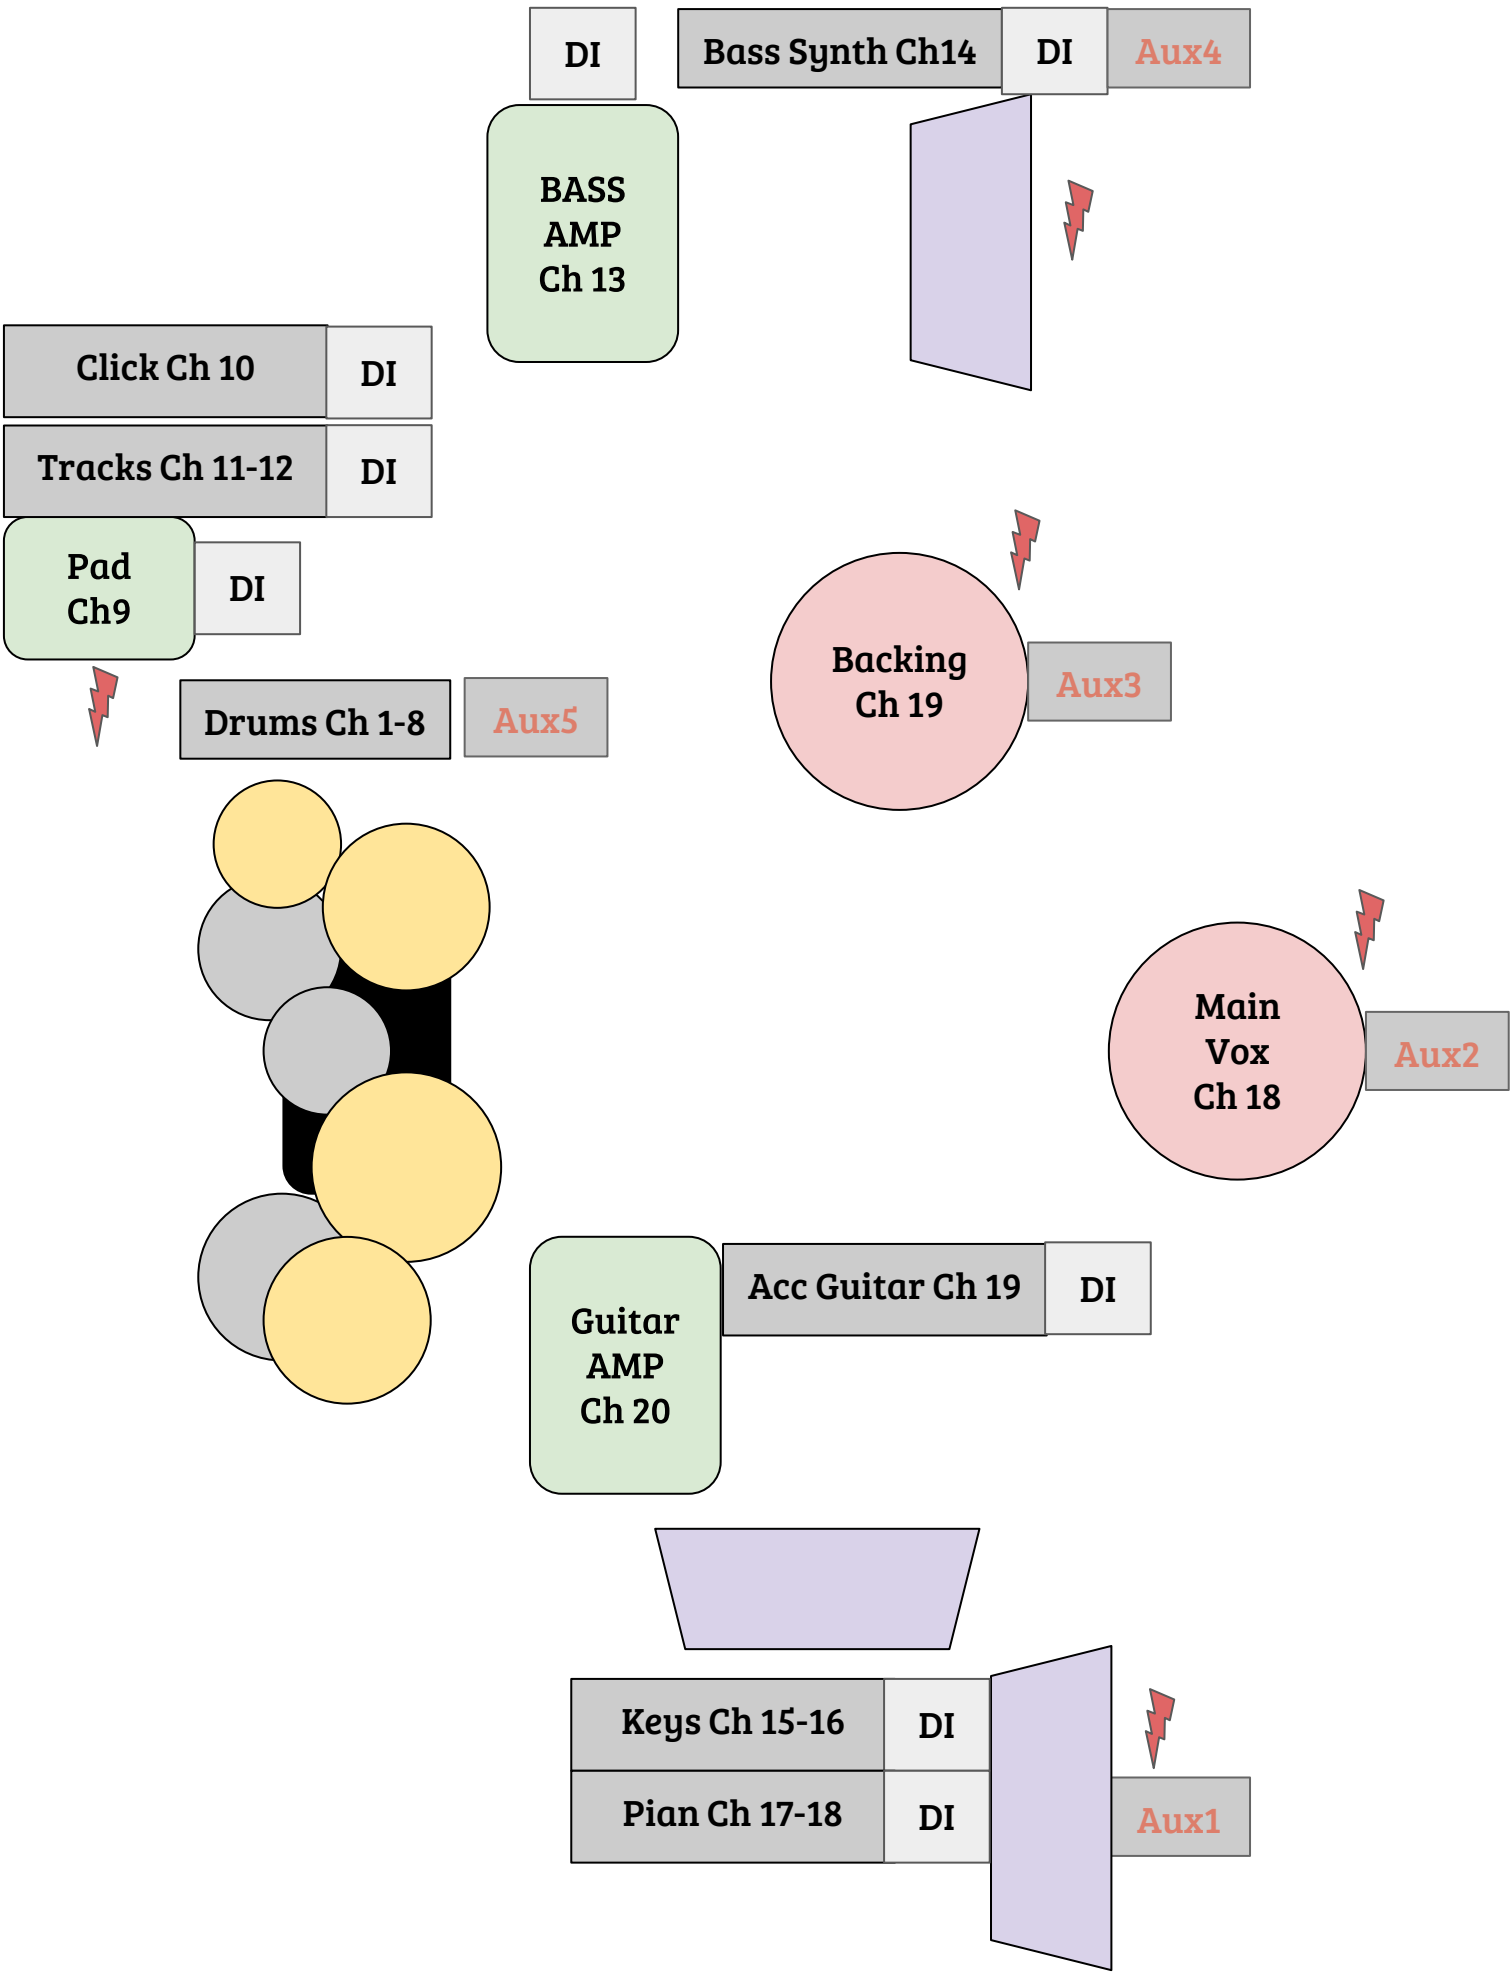 DI
Bass Synth Ch14
DI
Aux4
BASS
AMP
Ch 13
Click Ch 10
DI
Tracks Ch 11-12
DI
Pad
Ch9
DI
Drums Ch 1-8
Aux5
Backing
Ch 19
Aux3
Main
Vox
Ch 18
Aux2
Guitar
AMP
Ch 20
Acc Guitar Ch 19
DI
Keys Ch 15-16
DI
Pian Ch 17-18
DI
Aux1